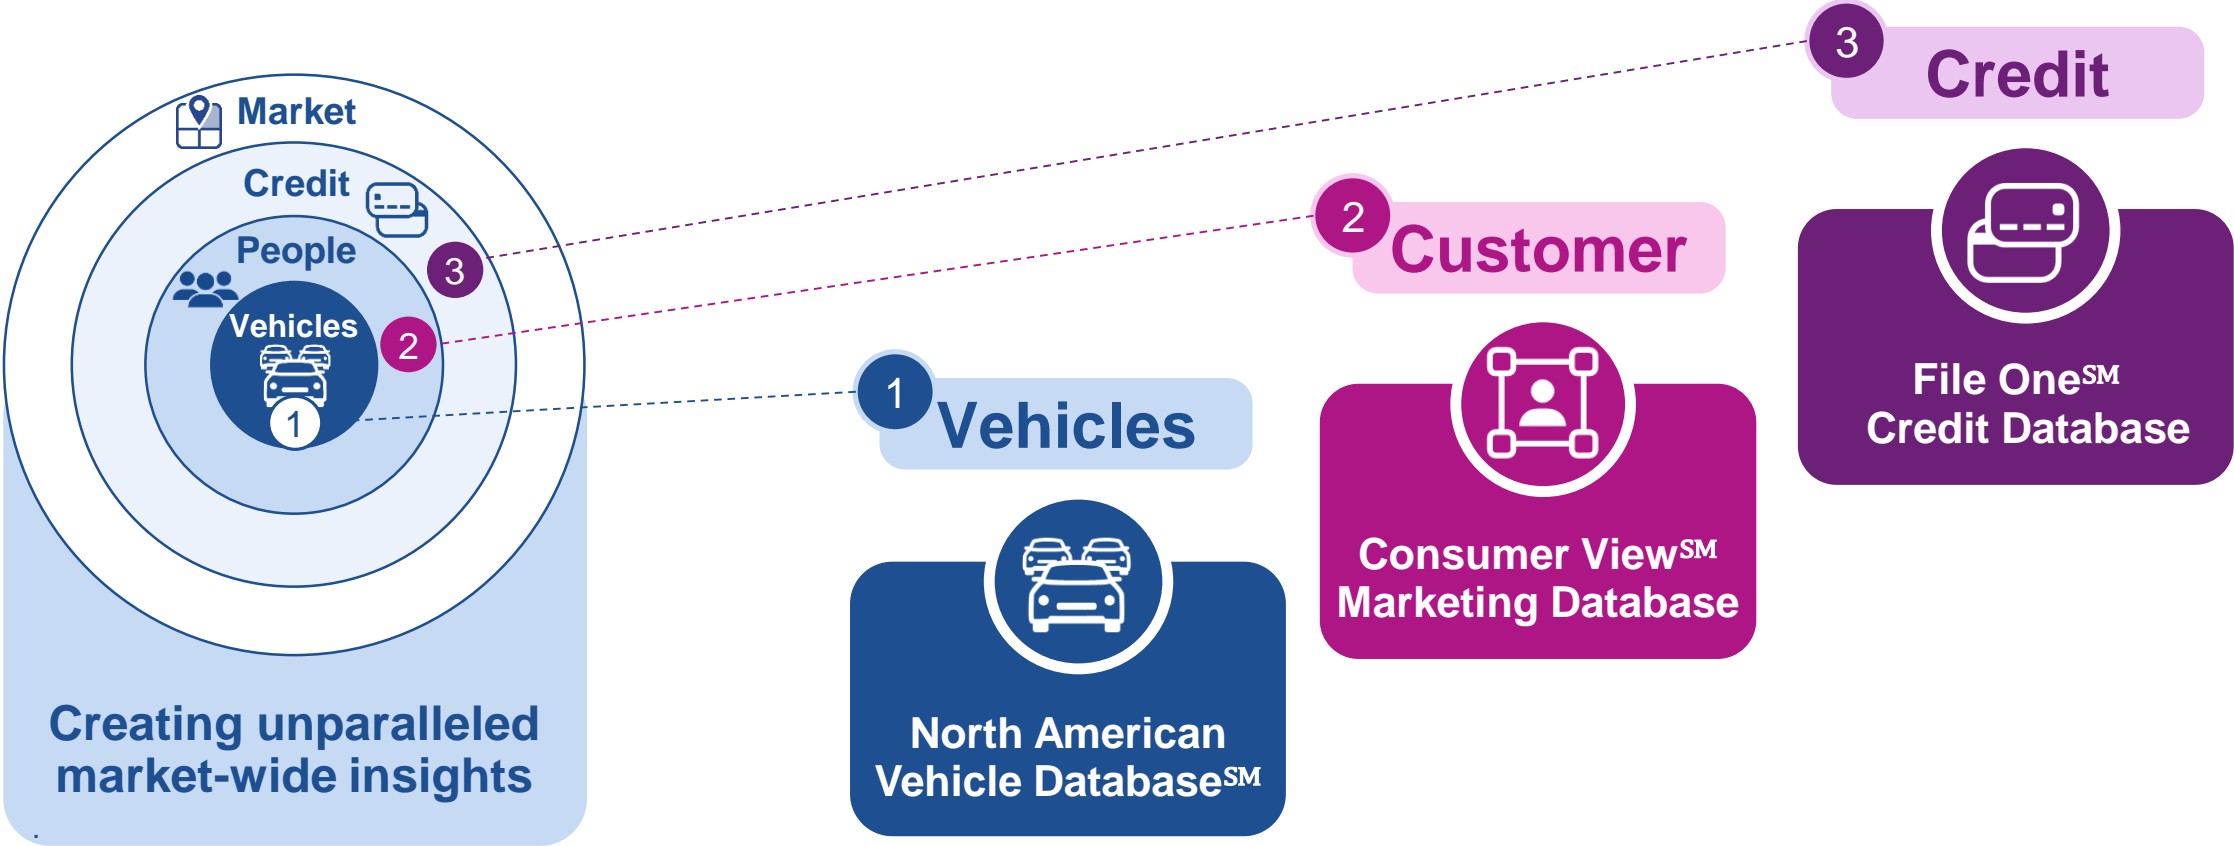 Market
Credit
People
Vehicles
1
2
3
Creating unparalleled
market-wide insights
.
1
Vehicles
North American
Vehicle Database℠
2
Customer
Consumer View℠
Marketing Database
3
Credit
File One℠
Credit Database